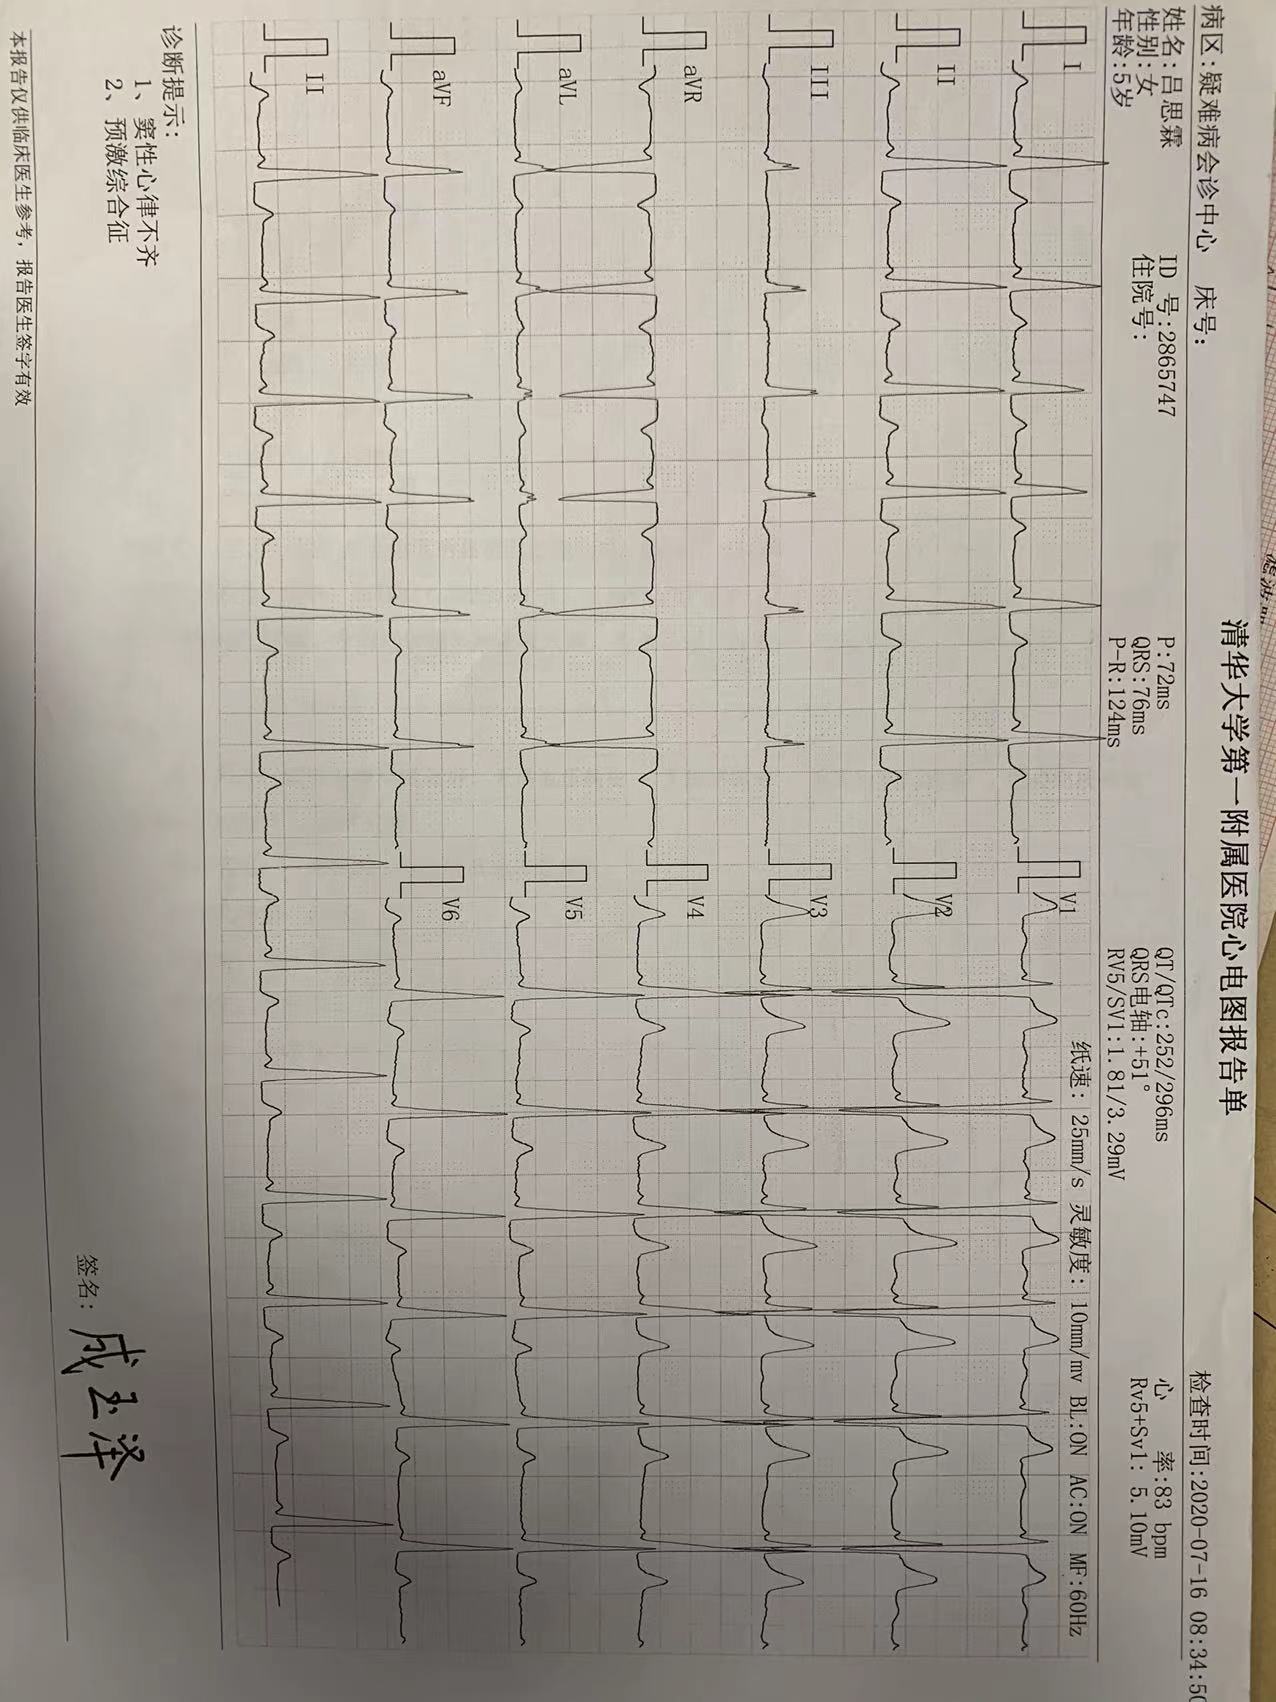 清华大学第一附属医院心电图报告单
病区:疑难病会诊中心 床号:
检查时间:2020-07-16 08:34:50
姓名:吕思霖 ID 号:2865747 P:72ms QT/QTc:252/296ms 心 率:83 bpm
性别:女 住院号: QRS:76ms QRS电轴:+51° Rv5+Sv1: 5.10mV
年龄:5岁 P-R:124ms RV5/SV1:1.81/3.29mV
纸速: 25mm/s 灵敏度: 10mm/mv BL:ON AC:ON MF:60Hz
I V1
II V2
III V3
aVR V4
aVL V5
aVF V6
II
诊断提示:
1、窦性心律不齐
2、预激综合征
签名: 成玉泽
本报告仅供临床医生参考, 报告医生签字有效